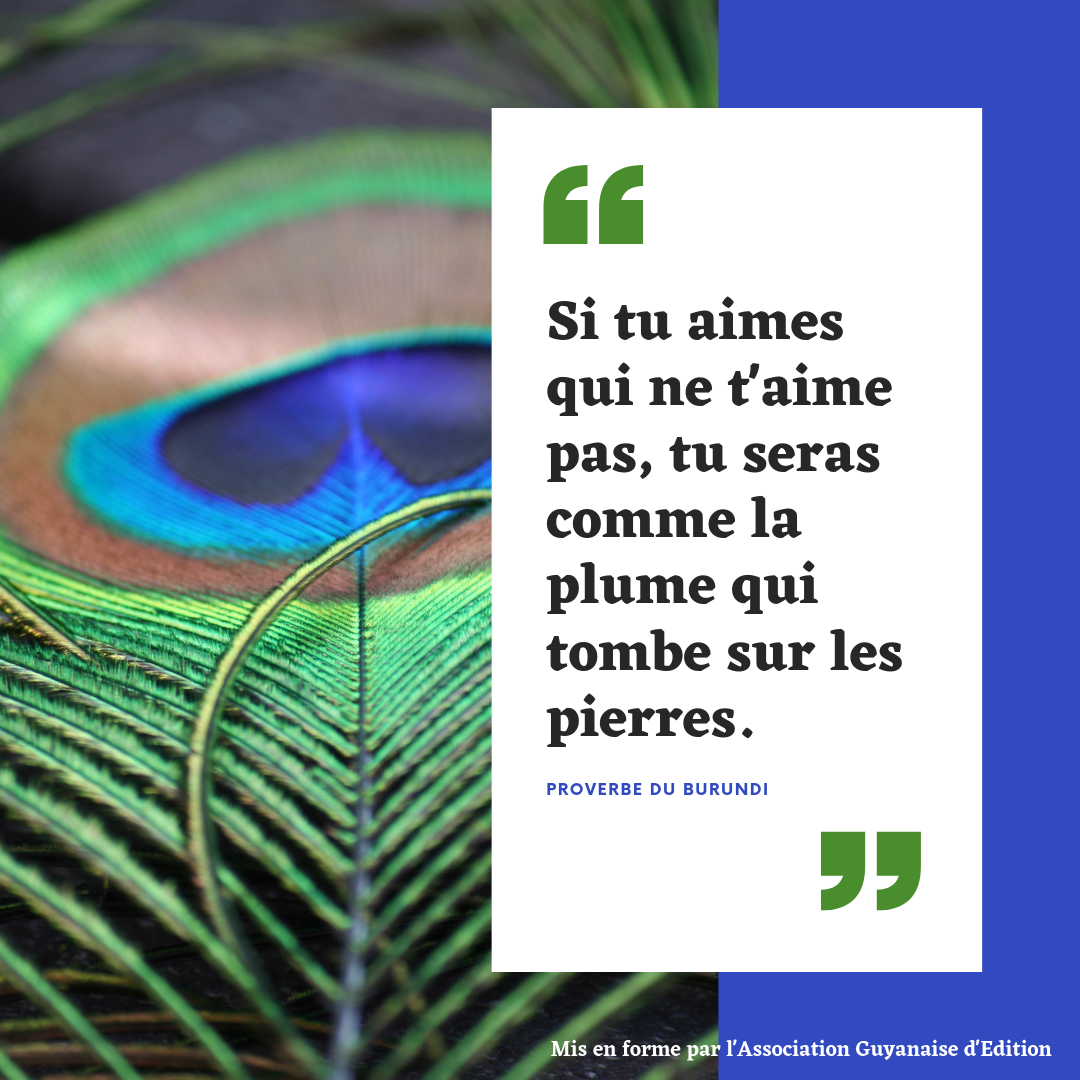 “
Si tu aimes
qui ne t'aime
pas, tu seras
comme la
plume qui
tombe sur les
pierres.
PROVERBE DU BURUNDI
”
Mis en forme par l'Association Guyanaise d'Edition